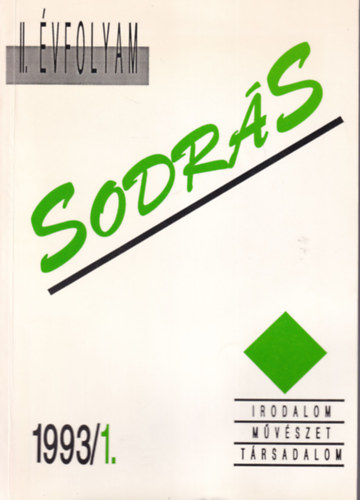 II. ÉVFOLYAM
SODRÁS
IRODALOM
MŰVÉSZET
TÁRSADALOM
1993/1.